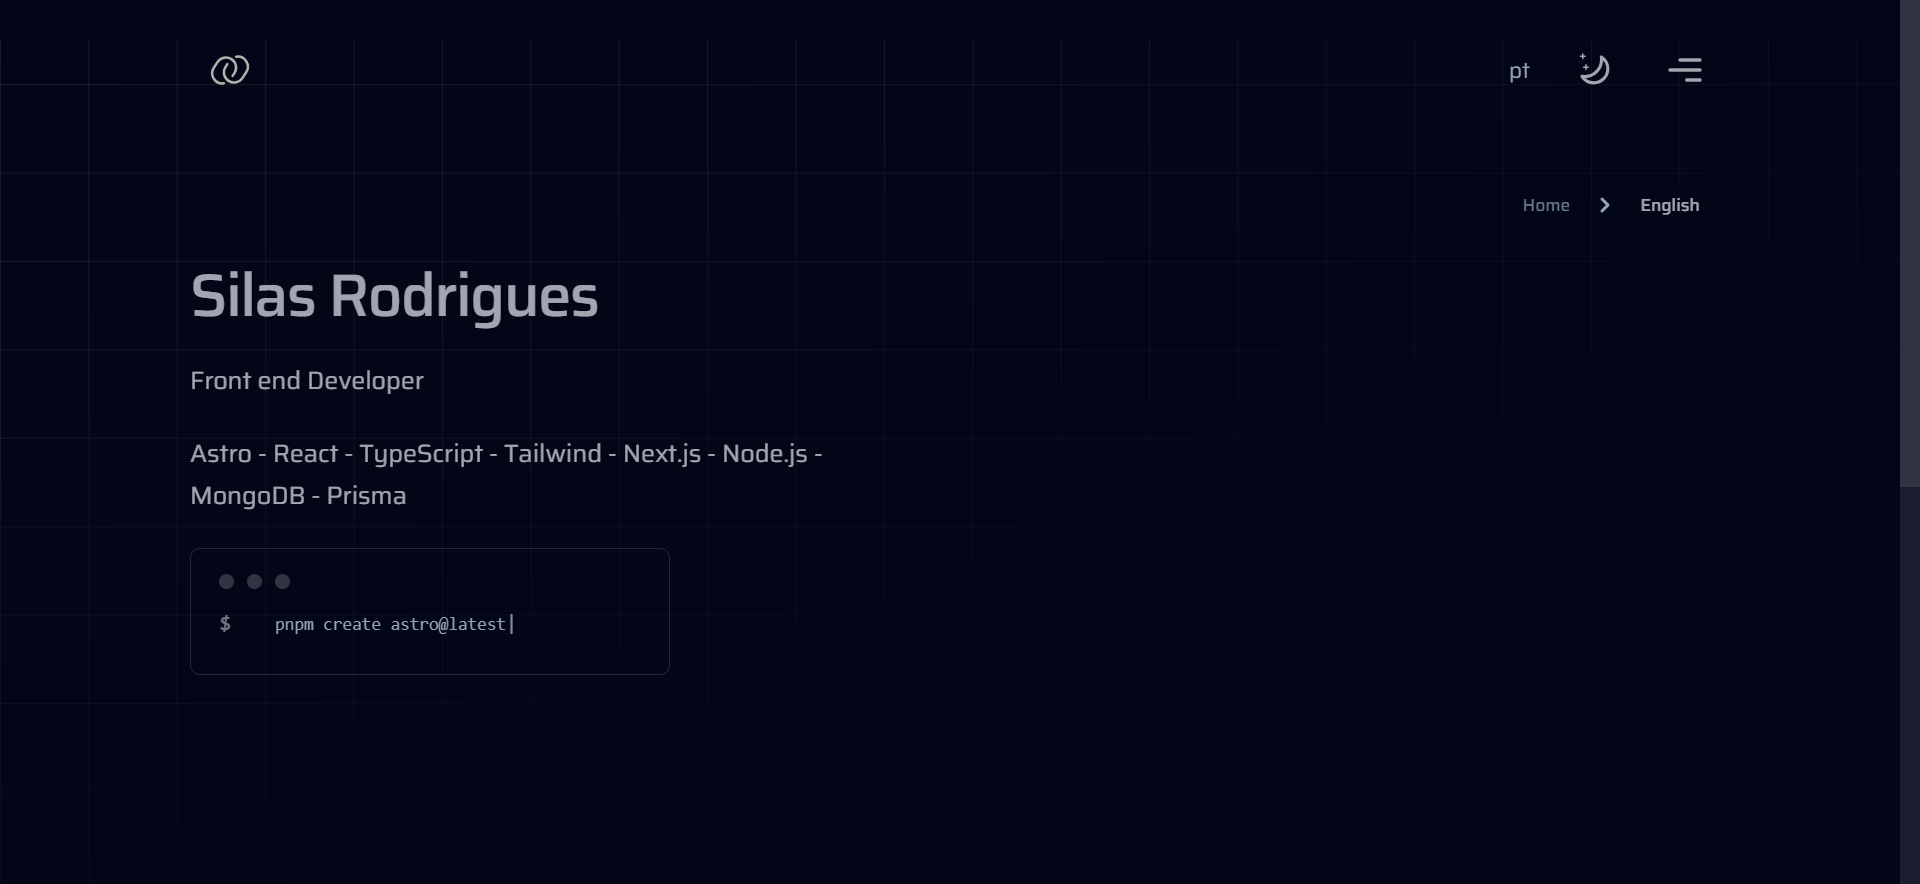 pt
Home
English
Silas Rodrigues
Front end Developer
Astro - React - TypeScript - Tailwind - Next.js - Node.js -
MongoDB - Prisma
$ pnpm create astro@latest